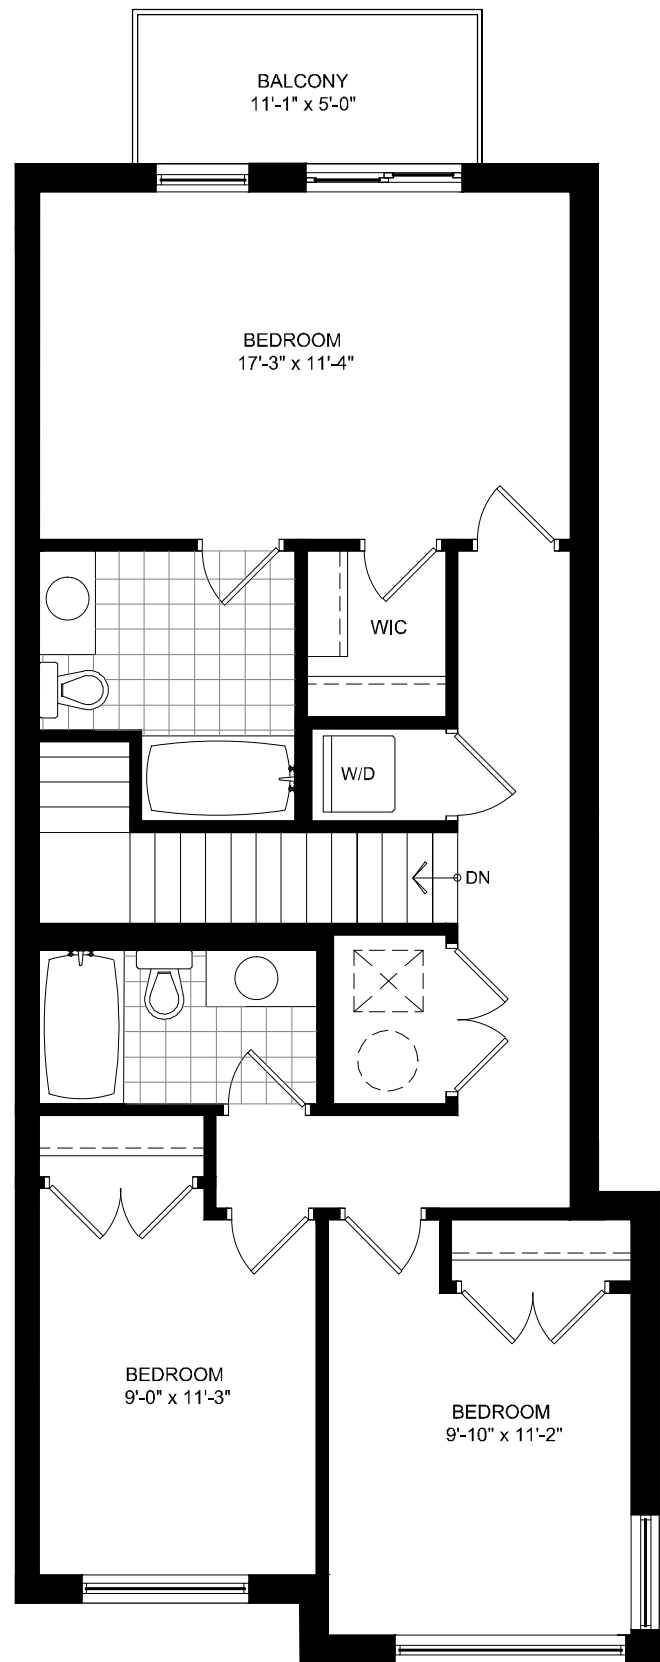 BALCONY
11'-1" x 5'-0"
BEDROOM
17'-3" x 11'-4"
WIC
W/D
DN
BEDROOM
9'-0" x 11'-3"
BEDROOM
9'-10" x 11'-2"